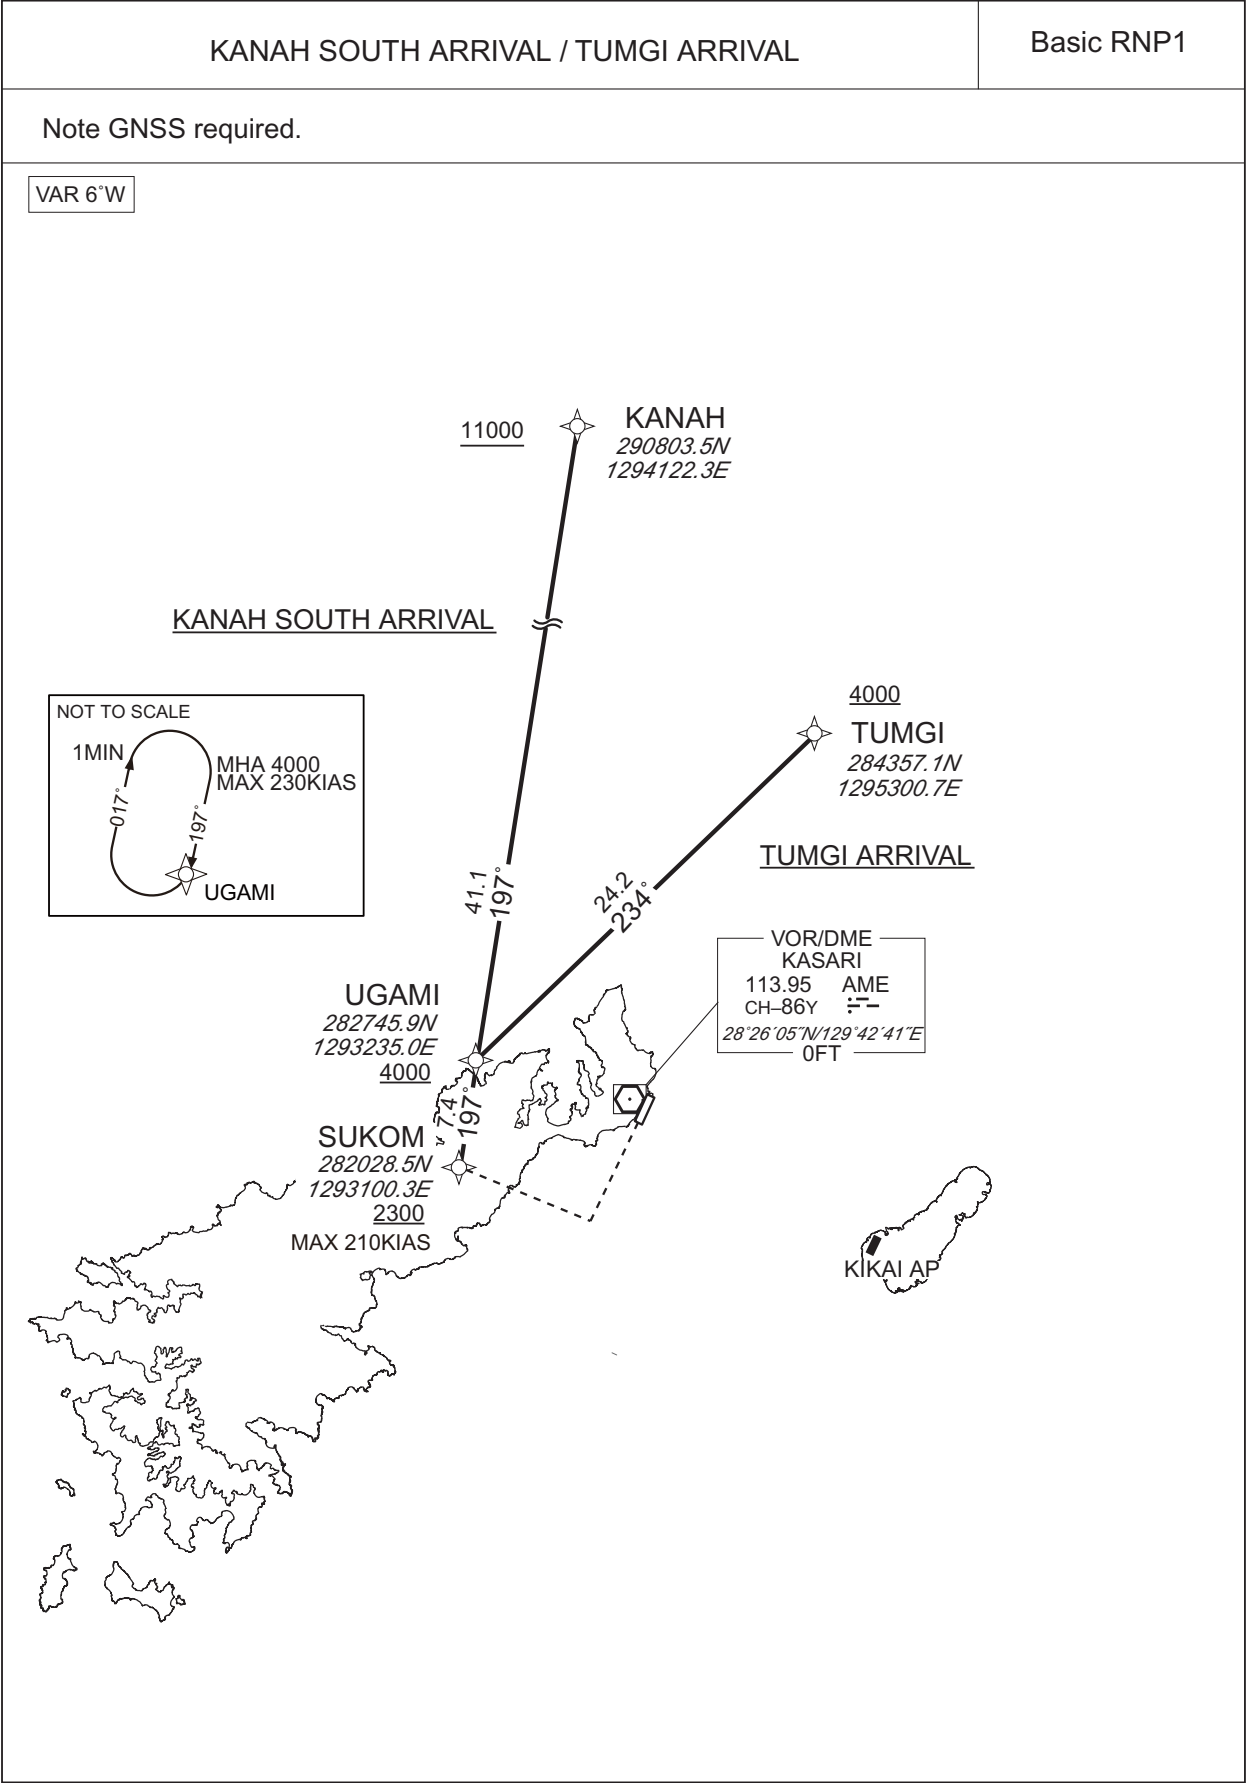 KANAH SOUTH ARRIVAL / TUMGI ARRIVAL
Basic RNP1
Note GNSS required.
VAR 6°W
11000
KANAH
290803.5N
1294122.3E
KANAH SOUTH ARRIVAL
4000
TUMGI
284357.1N
1295300.7E
NOT TO SCALE
1MIN
MHA 4000
MAX 230KIAS
017°
197°
UGAMI
TUMGI ARRIVAL
41.1
197°
24.2
234°
VOR/DME
KASARI
113.95 AME
CH–86Y
28°26′05″N/129°42′41″E
0FT
UGAMI
282745.9N
1293235.0E
4000
7.4
197°
SUKOM
282028.5N
1293100.3E
2300
MAX 210KIAS
KIKAI AP